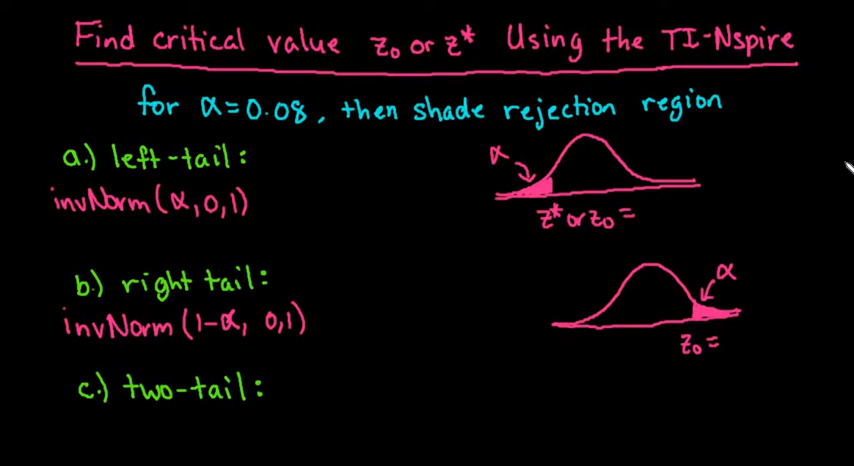 Find critical value z₀ or z* Using the TI-Nspire
for α=0.08, then shade rejection region
a.) left-tail:
α
invNorm(α,0,1)
z* or z₀ =
b.) right tail:
α
invNorm(1-α, 0,1)
z₀ =
c.) two-tail: